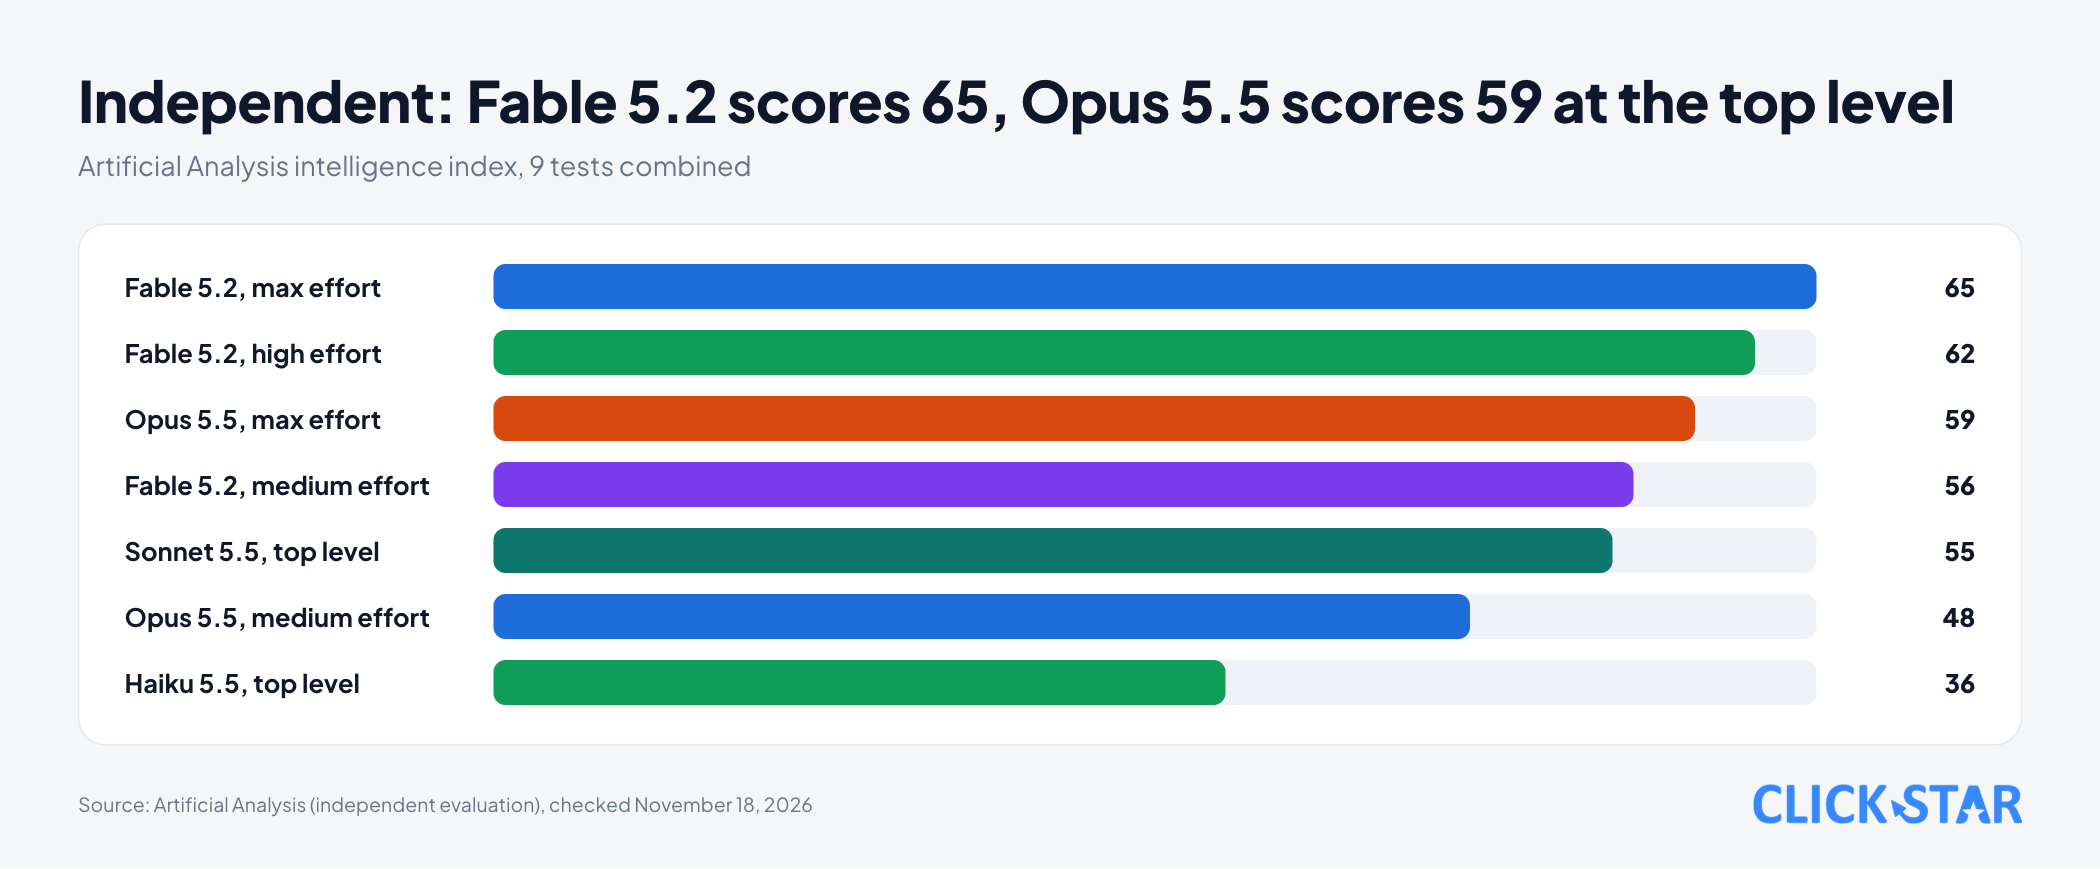 Independent: Fable 5.2 scores 65, Opus 5.5 scores 59 at the top level
Artificial Analysis intelligence index, 9 tests combined
Fable 5.2, max effort 65
Fable 5.2, high effort 62
Opus 5.5, max effort 59
Fable 5.2, medium effort 56
Sonnet 5.5, top level 55
Opus 5.5, medium effort 48
Haiku 5.5, top level 36
Source: Artificial Analysis (independent evaluation), checked November 18, 2026
CLICKSTAR